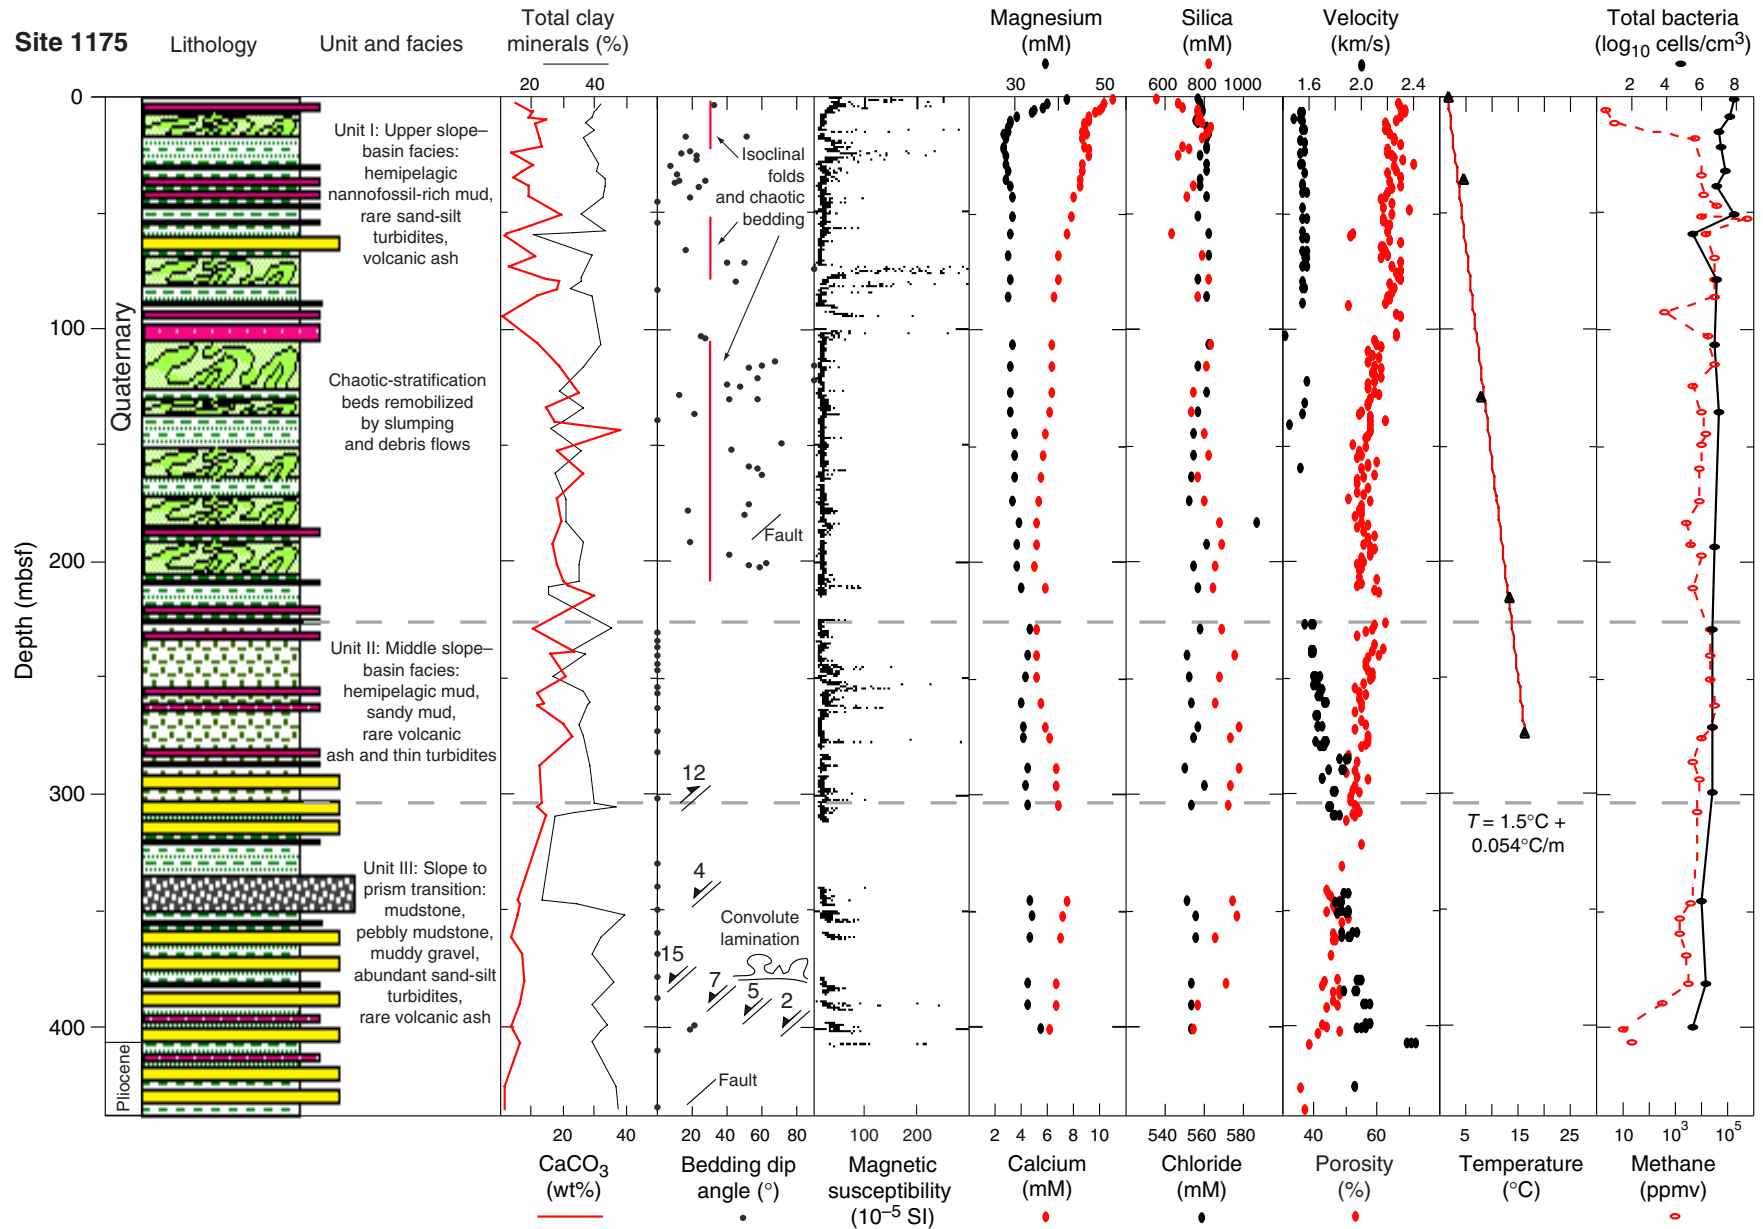 Site 1175
Lithology
Unit and facies
Total clay
minerals (%)
20 40
Magnesium
(mM)
30 50
Silica
(mM)
600 800 1000
Velocity
km/s)
1.6 2.0 2.4
Total bacteria
(log10 cells/cm3)
2 4 6 8
Depth (mbsf)
0
100
200
300
400
Quaternary
Pliocene
Unit I: Upper slope–
basin facies:
hemipelagic
nannofossil-rich mud,
rare sand-silt
turbidites,
volcanic ash
Chaotic-stratification
beds remobilized
by slumping
and debris flows
Unit II: Middle slope–
basin facies:
hemipelagic mud,
sandy mud,
rare volcanic
ash and thin turbidites
Unit III: Slope to
prism transition:
mudstone,
pebbly mudstone,
muddy gravel,
abundant sand-silt
turbidites,
rare volcanic ash
Isoclinal
folds
and chaotic
bedding
Fault
12
4
Convolute
lamination
15
7
5
2
Fault
T = 1.5°C +
0.054°C/m
20 40
CaCO3
(wt%)
20 40 60 80
Bedding dip
angle (°)
100 200
Magnetic
susceptibility
(10–5 SI)
2 4 6 8 10
Calcium
(mM)
540 560 580
Chloride
(mM)
40 60
Porosity
(%)
5 15 25
Temperature
(°C)
10 103 105
Methane
(ppmv)